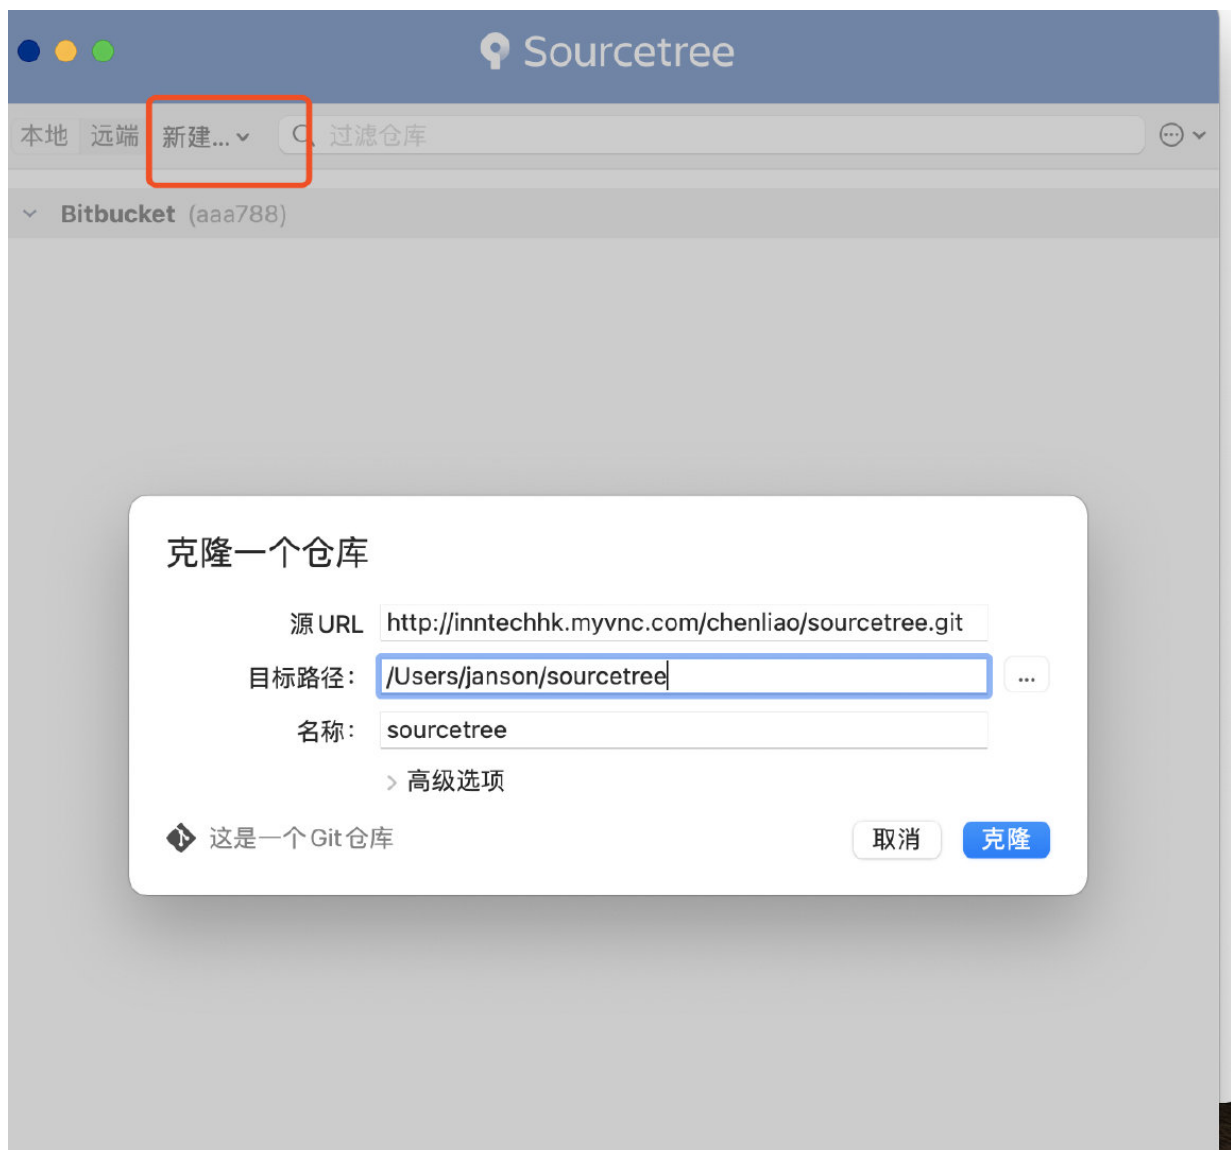 Sourcetree
本地 远端 新建... 过滤仓库
Bitbucket (aaa788)
克隆一个仓库
源 URL http://inntechhk.myvnc.com/chenliao/sourcetree.git
目标路径： /Users/janson/sourcetree ...
名称： sourcetree
高级选项
这是一个 Git 仓库 取消 克隆